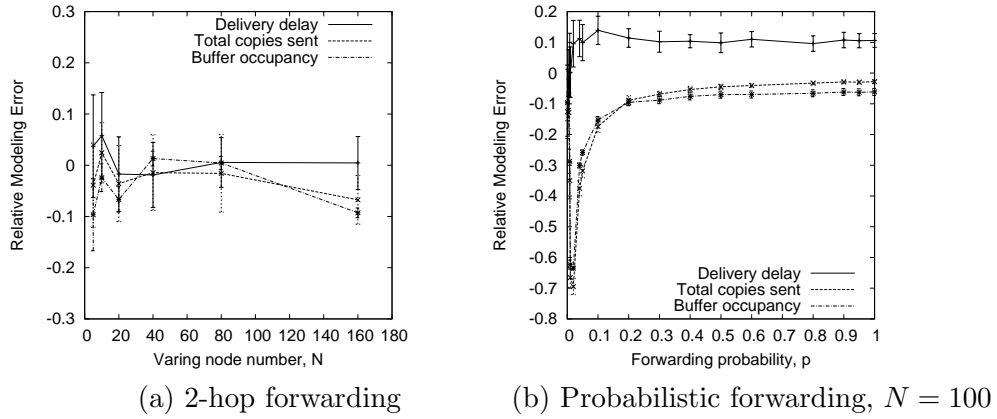 Relative Modeling Error
0.3
0.2
0.1
0
-0.1
-0.2
-0.3
0 20 40 60 80 100 120 140 160 180
Varing node number, N
Delivery delay
Total copies sent
Buffer occupancy
(a) 2-hop forwarding
Relative Modeling Error
0.2
0.1
0
-0.1
-0.2
-0.3
-0.4
-0.5
-0.6
-0.7
-0.8
0 0.1 0.2 0.3 0.4 0.5 0.6 0.7 0.8 0.9 1
Forwarding probability, p
Delivery delay
Total copies sent
Buffer occupancy
(b) Probabilistic forwarding, N = 100